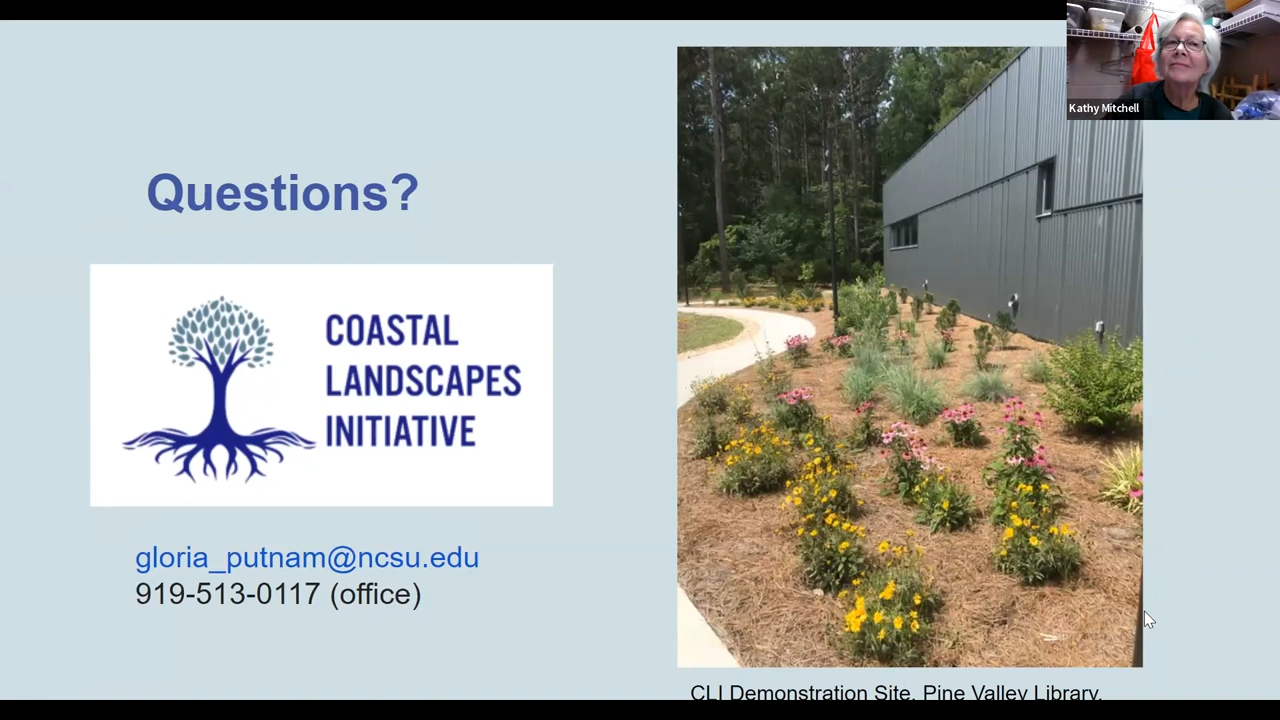 Questions?
COASTAL
LANDSCAPES
INITIATIVE
gloria_putnam@ncsu.edu
919-513-0117 (office)
Kathy Mitchell
CLI Demonstration Site, Pine Valley Library,